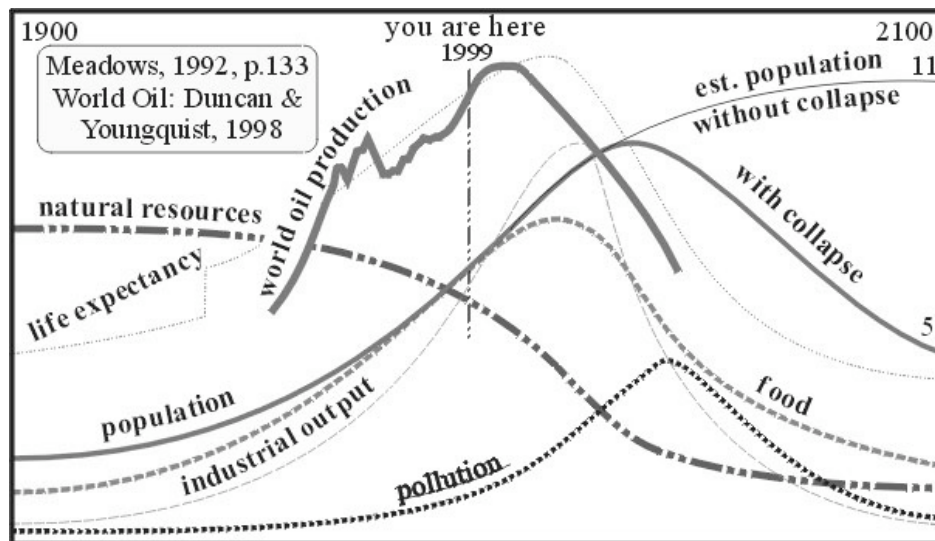 1900
you are here
1999
2100
Meadows, 1992, p.133
World Oil: Duncan &
Youngquist, 1998
world oil production
est. population
11
without collapse
natural resources
with collapse
life expectancy
5
population
industrial output
food
pollution